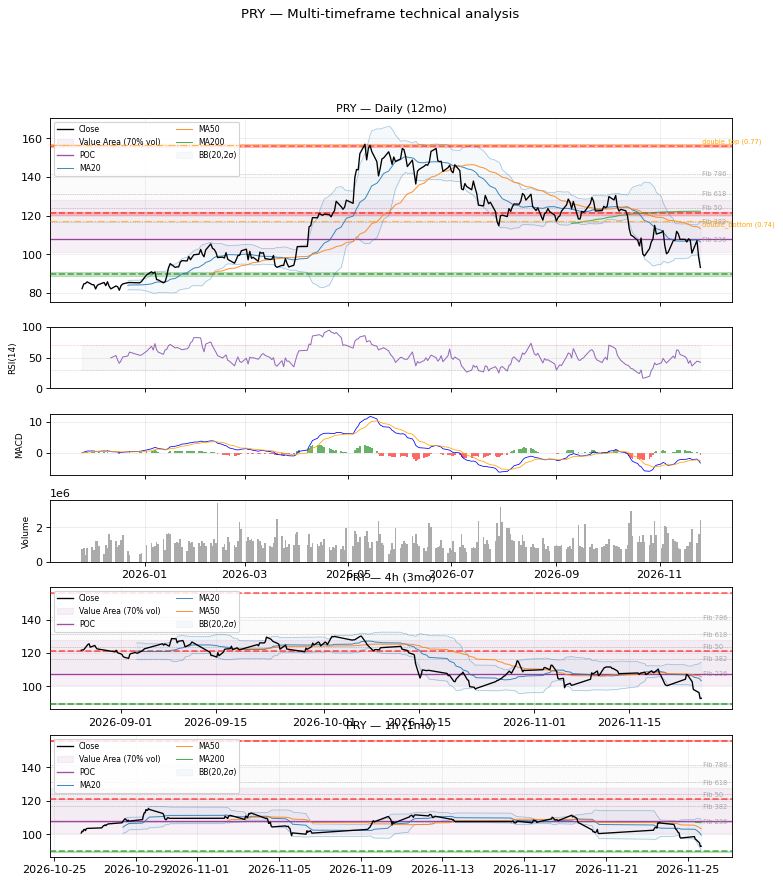 PRY — Multi-timeframe technical analysis
PRY — Daily (12mo)
Close
Value Area (70% vol)
POC
MA20
MA50
MA200
BB(20,2σ)
160
140
120
100
80
double_top (0.77)
Fib 786
Fib 618
Fib 50
Fib 382
double_bottom (0.74)
Fib 236
RSI(14)
100
50
0
MACD
10
0
1e6
Volume
2
0
2026-01
2026-03
2026-05
2026-07
2026-09
2026-11
PRY — 4h (3mo)
Close
Value Area (70% vol)
POC
MA20
MA50
BB(20,2σ)
140
120
100
Fib 786
Fib 618
Fib 50
Fib 382
Fib 236
2026-09-01
2026-09-15
2026-10-01
2026-10-15
2026-11-01
2026-11-15
PRY — 1h (1mo)
Close
Value Area (70% vol)
POC
MA20
MA50
MA200
BB(20,2σ)
140
120
100
Fib 786
Fib 618
Fib 50
Fib 382
Fib 236
2026-10-25
2026-10-29
2026-11-01
2026-11-05
2026-11-09
2026-11-13
2026-11-17
2026-11-21
2026-11-25